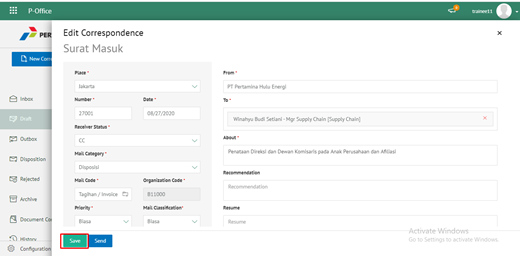 P-Office
traineet1
PER
New Corre
Inbox
Draft
Outbox
Disposition
Rejected
Archive
Document Co
History
Configuration
Edit Correspondence
Surat Masuk
Place *
Jakarta
Number *
Date *
27001
08/27/2020
Receiver Status *
CC
Mail Category *
Disposisi
Mail Code *
Organization Code *
Tagihan / Invoice
B11000
Priority *
Mail Classification*
Biasa
Biasa
From *
PT Pertamina Hulu Energi
To *
Winahyu Budi Setiani - Mgr Supply Chain (Supply Chain)
About *
Penataan Direksi dan Dewan Komisaris pada Anak Perusahaan dan Afiliasi
Recommendation
Recommendation
Resume
Resume
Save
Send
Activate Windows
Go to Settings to activate Windows.